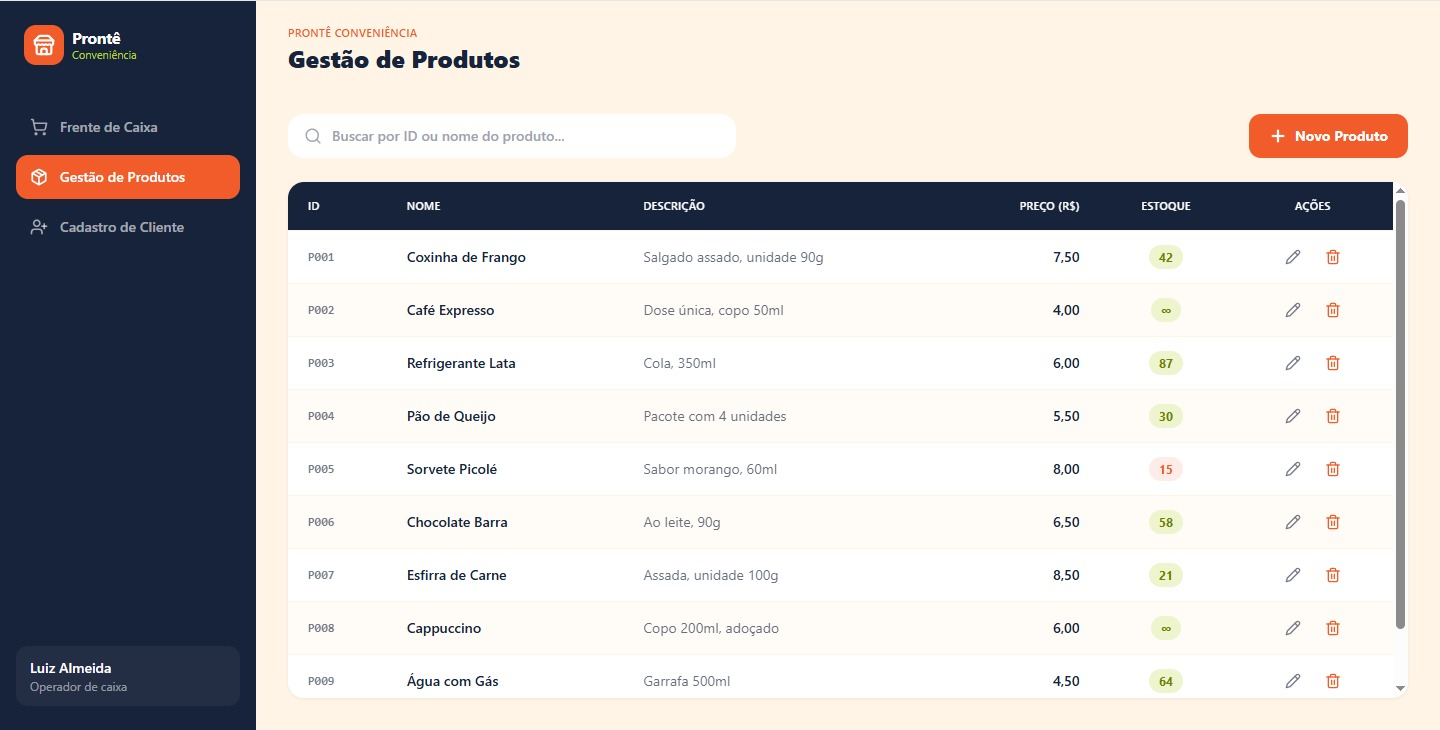 Prontê
Conveniência
Frente de Caixa
Gestão de Produtos
Cadastro de Cliente
Luiz Almeida
Operador de caixa
PRONTÊ CONVENIÊNCIA
Gestão de Produtos
Buscar por ID ou nome do produto...
Novo Produto
ID NOME DESCRIÇÃO PREÇO (R$) ESTOQUE AÇÕES
P001 Coxinha de Frango Salgado assado, unidade 90g 7,50 42
P002 Café Expresso Dose única, copo 50ml 4,00 ∞
P003 Refrigerante Lata Cola, 350ml 6,00 87
P004 Pão de Queijo Pacote com 4 unidades 5,50 30
P005 Sorvete Picolé Sabor morango, 60ml 8,00 15
P006 Chocolate Barra Ao leite, 90g 6,50 58
P007 Esfirra de Carne Assada, unidade 100g 8,50 21
P008 Cappuccino Copo 200ml, adoçado 6,00 ∞
P009 Água com Gás Garrafa 500ml 4,50 64